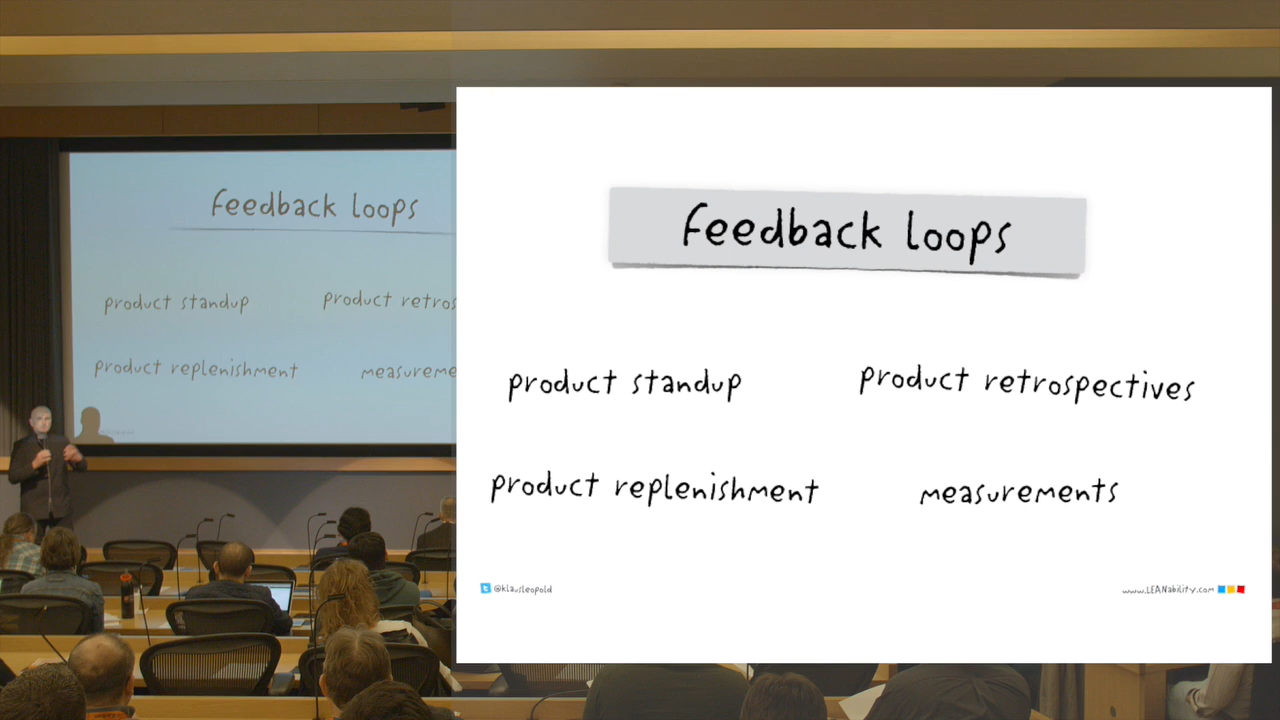 feedback loops
product standup product retros
product replenishment measureme
feedback loops
product standup product retrospectives
product replenishment measurements
@klausleopold www.LEANability.com